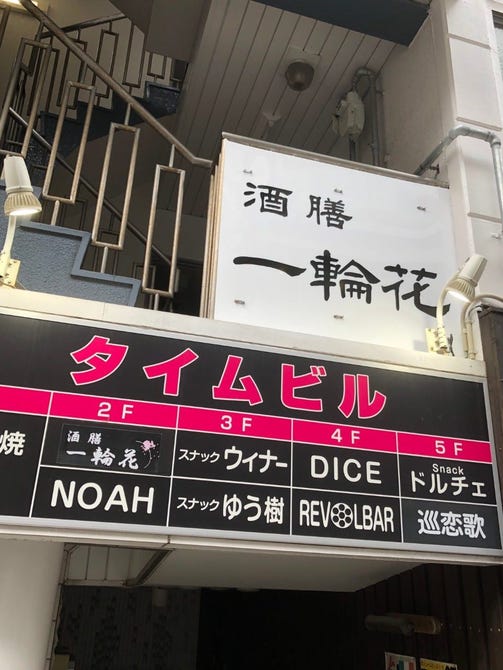 酒膳
一輪花
タイムビル
2F 3F 4F 5F
焼
酒膳
一輪花
スナック ウィナー
DICE
Snack
ドルチェ
NOAH
スナック ゆう樹
REVOLBAR
巡恋歌